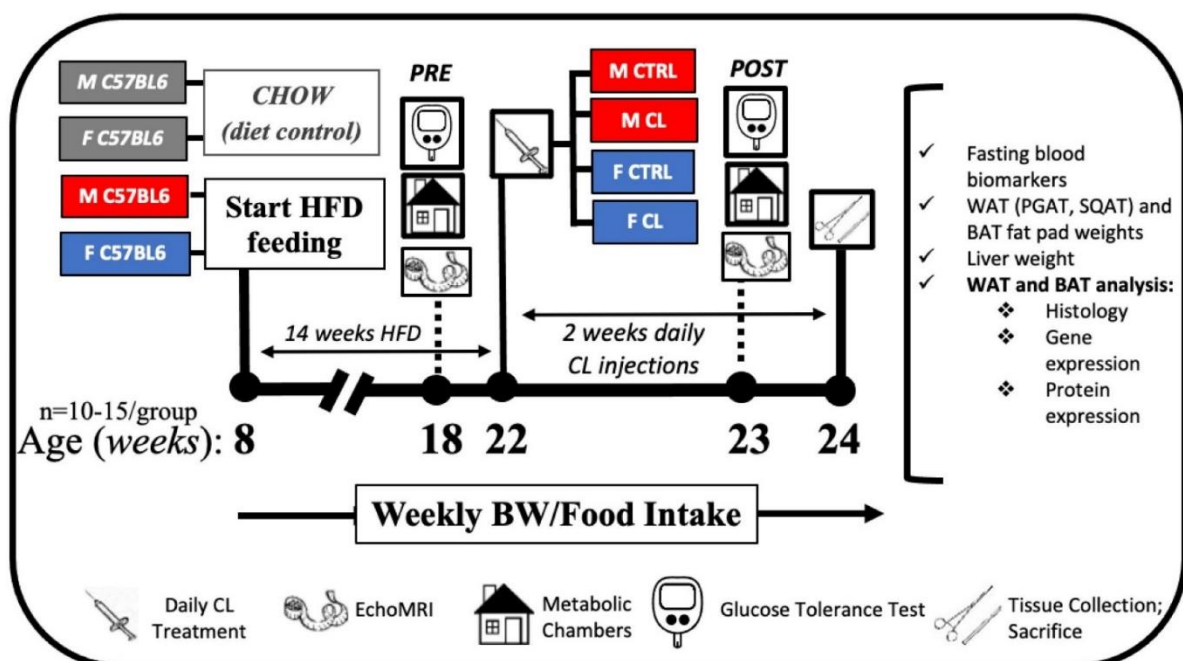 M C57BL6
F C57BL6
CHOW
(diet control)
M C57BL6
F C57BL6
Start HFD
feeding
PRE
M CTRL
M CL
F CTRL
F CL
POST
14 weeks HFD
2 weeks daily
CL injections
n=10-15/group
Age (weeks): 8 18 22 23 24
Weekly BW/Food Intake
✓ Fasting blood
biomarkers
✓ WAT (PGAT, SQAT) and
BAT fat pad weights
✓ Liver weight
✓ WAT and BAT analysis:
❖ Histology
❖ Gene
expression
❖ Protein
expression
Daily CL
Treatment
EchoMRI
Metabolic
Chambers
Glucose Tolerance Test
Tissue Collection;
Sacrifice